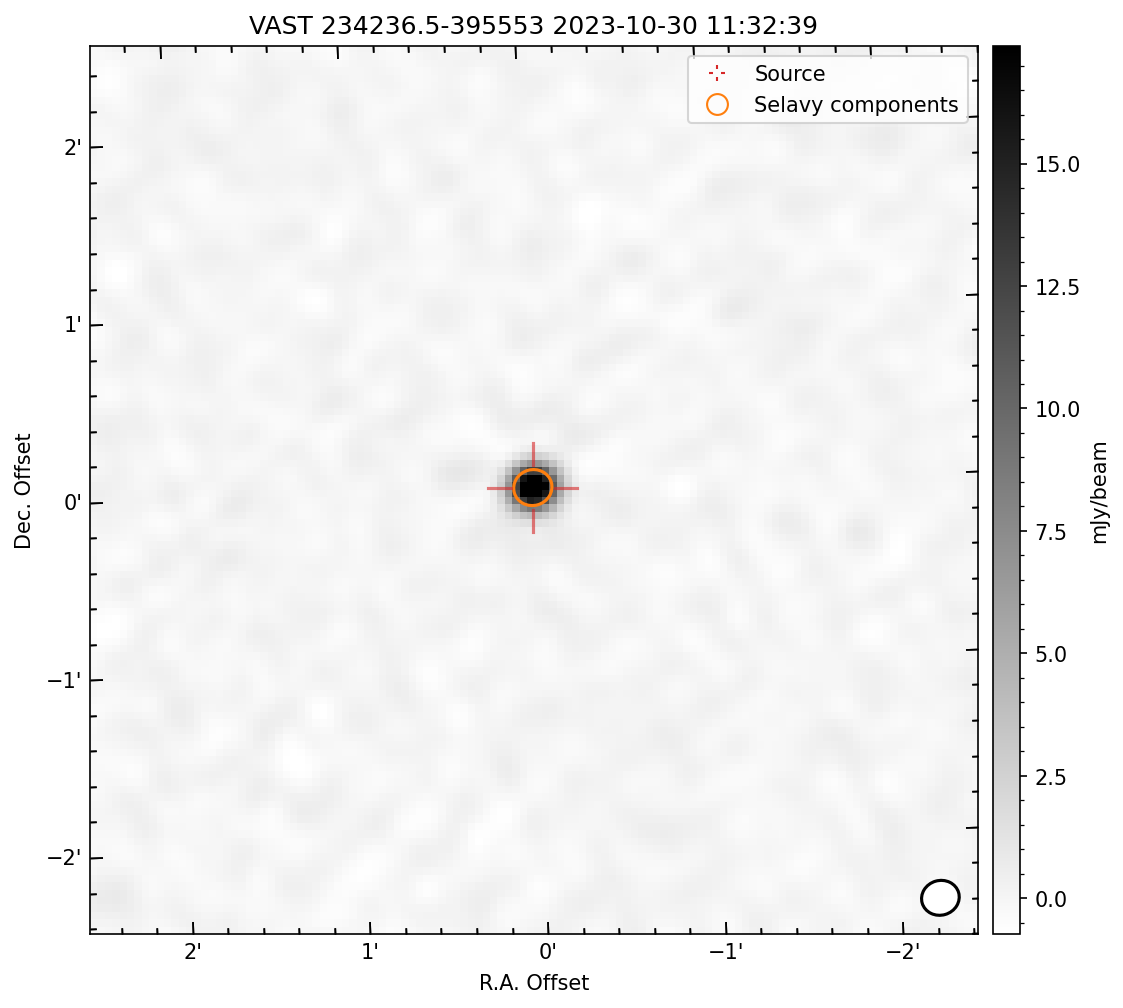 VAST 234236.5-395553 2023-10-30 11:32:39
Source
Selavy components
2'
1'
0'
−1'
−2'
Dec. Offset
2'
1'
0'
−1'
−2'
R.A. Offset
15.0
12.5
10.0
7.5
5.0
2.5
0.0
mJy/beam